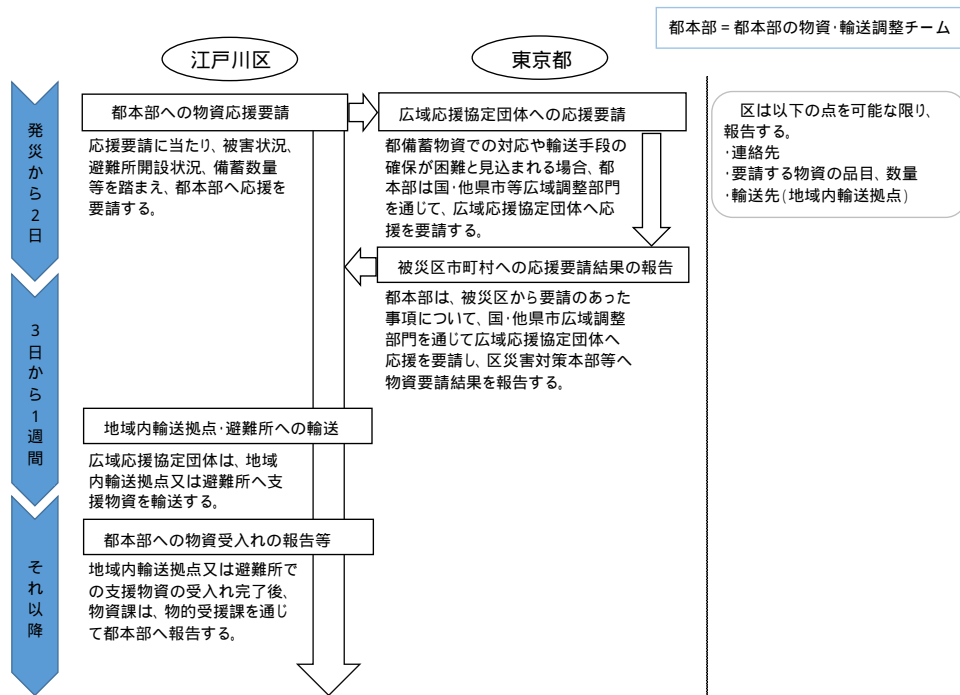 都本部＝都本部の物資・輸送調整チーム
江戸川区
東京都
発災から2日
都本部への物資応援要請
応援要請に当たり、被害状況、
避難所開設状況、備蓄数量
等を踏まえ、都本部へ応援を
要請する。
広域応援協定団体への応援要請
都備蓄物資での対応や輸送手段の
確保が困難と見込まれる場合、都
本部は国・他県市等広域調整部門
を通じて、広域応援協定団体へ応
援を要請する。
区は以下の点を可能な限り、
報告する。
・連絡先
・要請する物資の品目、数量
・輸送先（地域内輸送拠点）
被災区市町村への応援要請結果の報告
都本部は、被災区から要請のあった
事項について、国・他県市広域調整
部門を通じて広域応援協定団体へ
応援を要請し、区災害対策本部等へ
物資要請結果を報告する。
3日から1週間
地域内輸送拠点・避難所への輸送
広域応援協定団体は、地域
内輸送拠点又は避難所へ支
援物資を輸送する。
それ以降
都本部への物資受入れの報告等
地域内輸送拠点又は避難所で
の支援物資の受入れ完了後、
物資課は、物的受援課を通じ
て都本部へ報告する。